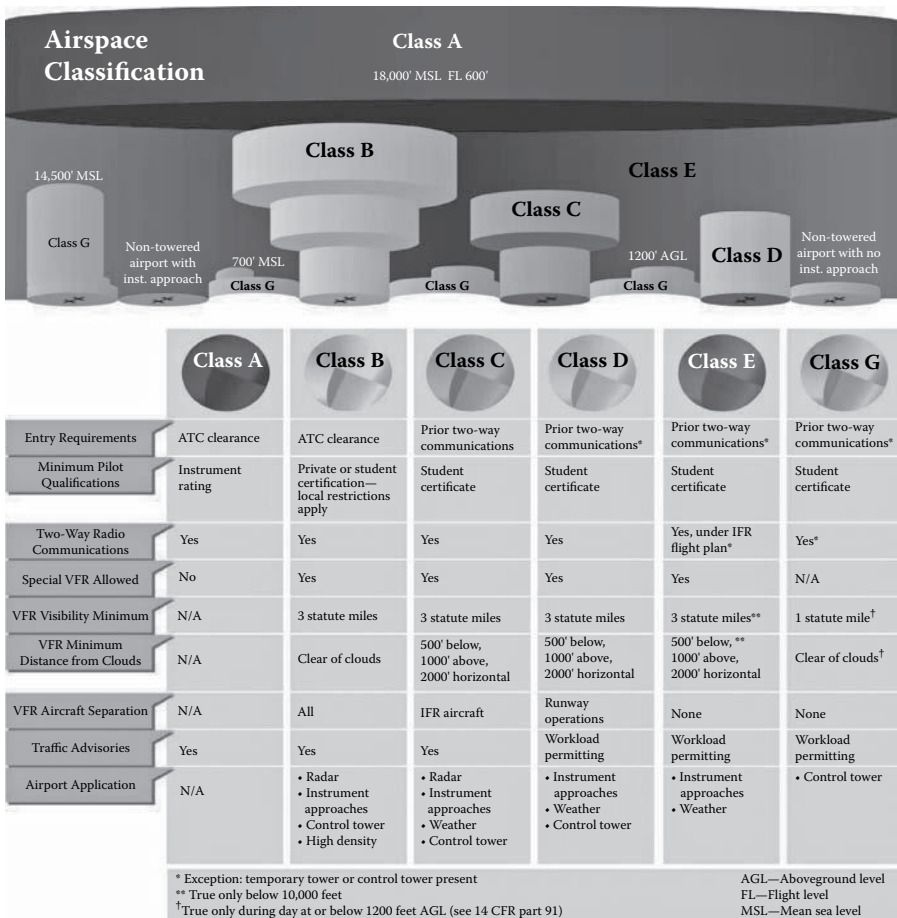 Airspace
Classification
Class A
18,000' MSL FL 600'
Class B
Class E
14,500' MSL
Class C
Class G
Non-towered
airport with
inst. approach
700' MSL
Class G
Class G
1200' AGL
Class G
Class D
Non-towered
airport with no
inst. approach
Class A
Class B
Class C
Class D
Class E
Class G
Entry Requirements
ATC clearance
ATC clearance
Prior two-way
communications
Prior two-way
communications*
Prior two-way
communications*
Prior two-way
communications*
Minimum Pilot
Qualifications
Instrument
rating
Private or student
certification—
local restrictions
apply
Student
certificate
Student
certificate
Student
certificate
Student
certificate
Two-Way Radio
Communications
Yes
Yes
Yes
Yes
Yes, under IFR
flight plan*
Yes*
Special VFR Allowed
No
Yes
Yes
Yes
Yes
N/A
VFR Visibility Minimum
N/A
3 statute miles
3 statute miles
3 statute miles
3 statute miles**
1 statute mile†
VFR Minimum
Distance from Clouds
N/A
Clear of clouds
500' below,
1000' above,
2000' horizontal
500' below,
1000' above,
2000' horizontal
500' below, **
1000' above,
2000' horizontal
Clear of clouds†
VFR Aircraft Separation
N/A
All
IFR aircraft
Runway
operations
None
None
Traffic Advisories
Yes
Yes
Yes
Workload
permitting
Workload
permitting
Workload
permitting
Airport Application
N/A
• Radar
• Instrument
approaches
• Control tower
• High density
• Radar
• Instrument
approaches
• Weather
• Control tower
• Instrument
approaches
• Weather
• Control tower
• Instrument
approaches
• Weather
• Control tower
* Exception: temporary tower or control tower present
** True only below 10,000 feet
†True only during day at or below 1200 feet AGL (see 14 CFR part 91)
AGL—Aboveground level
FL—Flight level
MSL—Mean sea level